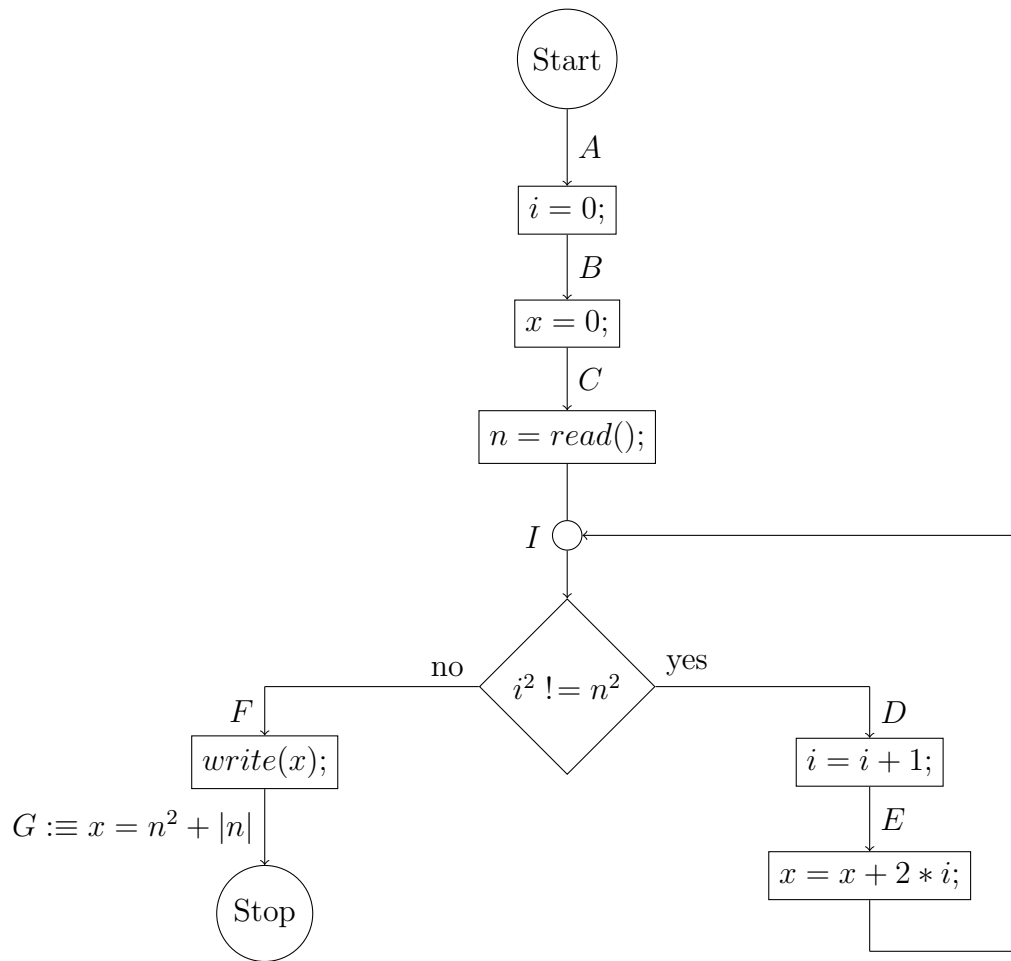 Start
A
i = 0;
B
x = 0;
C
n = read();
I
no
yes
i² != n²
F
D
write(x);
i = i + 1;
G :≡ x = n² + |n|
E
x = x + 2 * i;
Stop